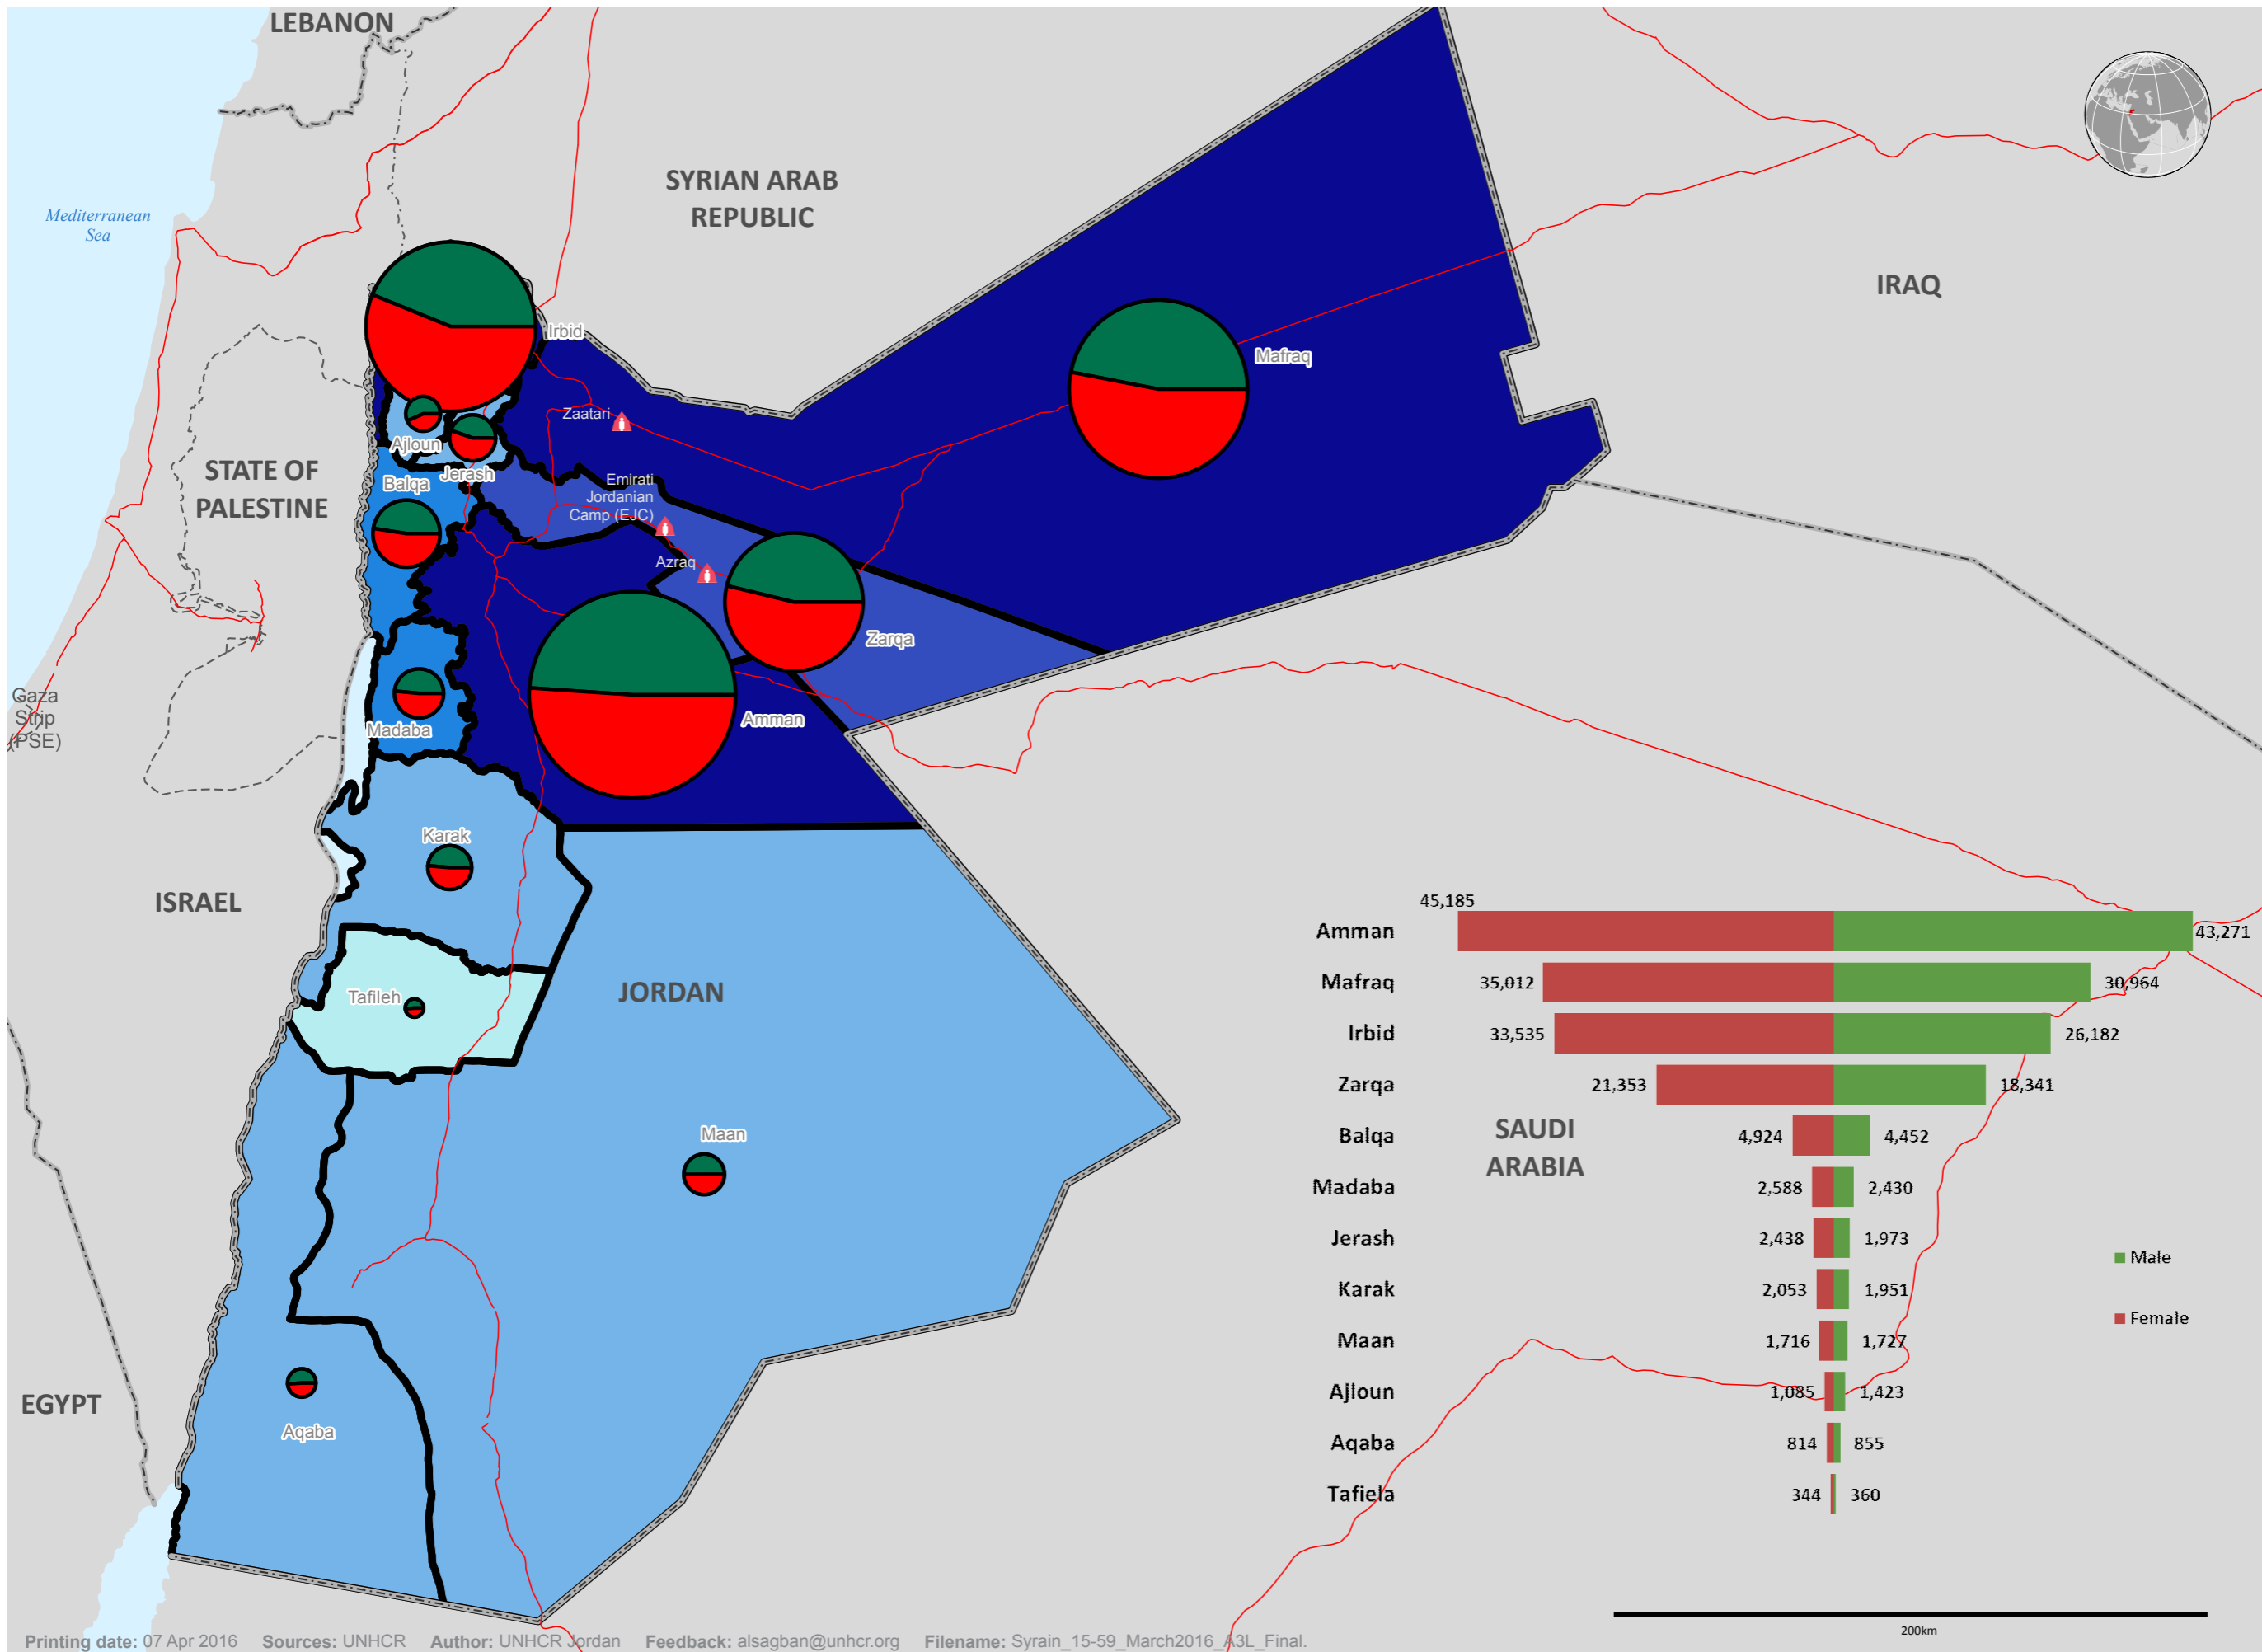 LEBANON
SYRIAN ARAB
REPUBLIC
Mediterranean
Sea
IRAQ
Irbid
Mafraq
Zaatari
Ajloun
Jerash
STATE OF
PALESTINE
Balqa
Emirati
Jordanian
Camp (EJC)
Azraq
Zarqa
Gaza
Strip
(PSE)
Madaba
Amman
Karak
ISRAEL
Tafileh
JORDAN
Maan
EGYPT
Aqaba
SAUDI
ARABIA
45,185
Amman 43,271
Mafraq 35,012 30,964
Irbid 33,535 26,182
Zarqa 21,353 18,341
Balqa 4,924 4,452
Madaba 2,588 2,430
Jerash 2,438 1,973
Karak 2,053 1,951
Maan 1,716 1,727
Ajloun 1,085 1,423
Aqaba 814 855
Tafiela 344 360
Male
Female
200km
Printing date: 07 Apr 2016 Sources: UNHCR Author: UNHCR Jordan Feedback: alsagban@unhcr.org Filename: Syrain_15-59_March2016_A3L_Final.